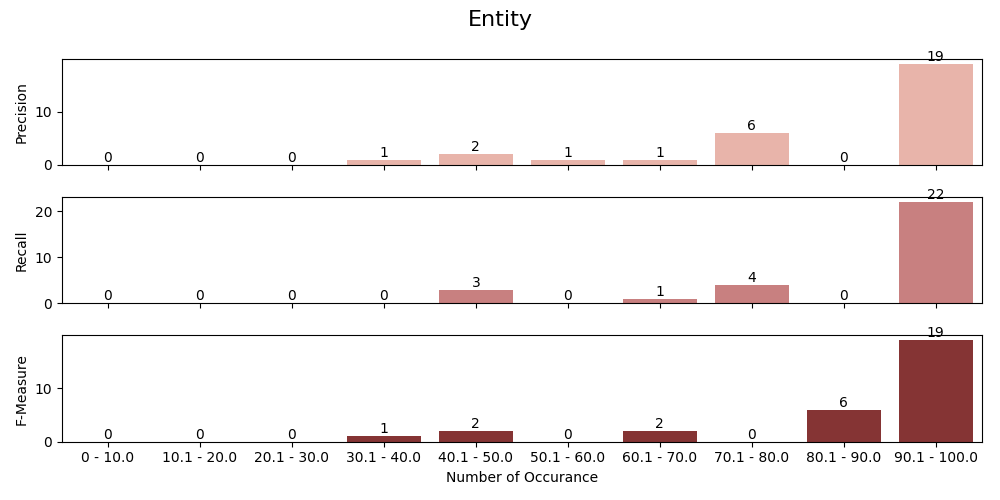 Entity
Precision
10
0
0 0 0 1 2 1 1 6 0 19
Recall
20
10
0
0 0 0 0 3 0 1 4 0 22
F-Measure
10
0
0 0 0 1 2 0 2 0 6 19
0 - 10.0 10.1 - 20.0 20.1 - 30.0 30.1 - 40.0 40.1 - 50.0 50.1 - 60.0 60.1 - 70.0 70.1 - 80.0 80.1 - 90.0 90.1 - 100.0
Number of Occurance